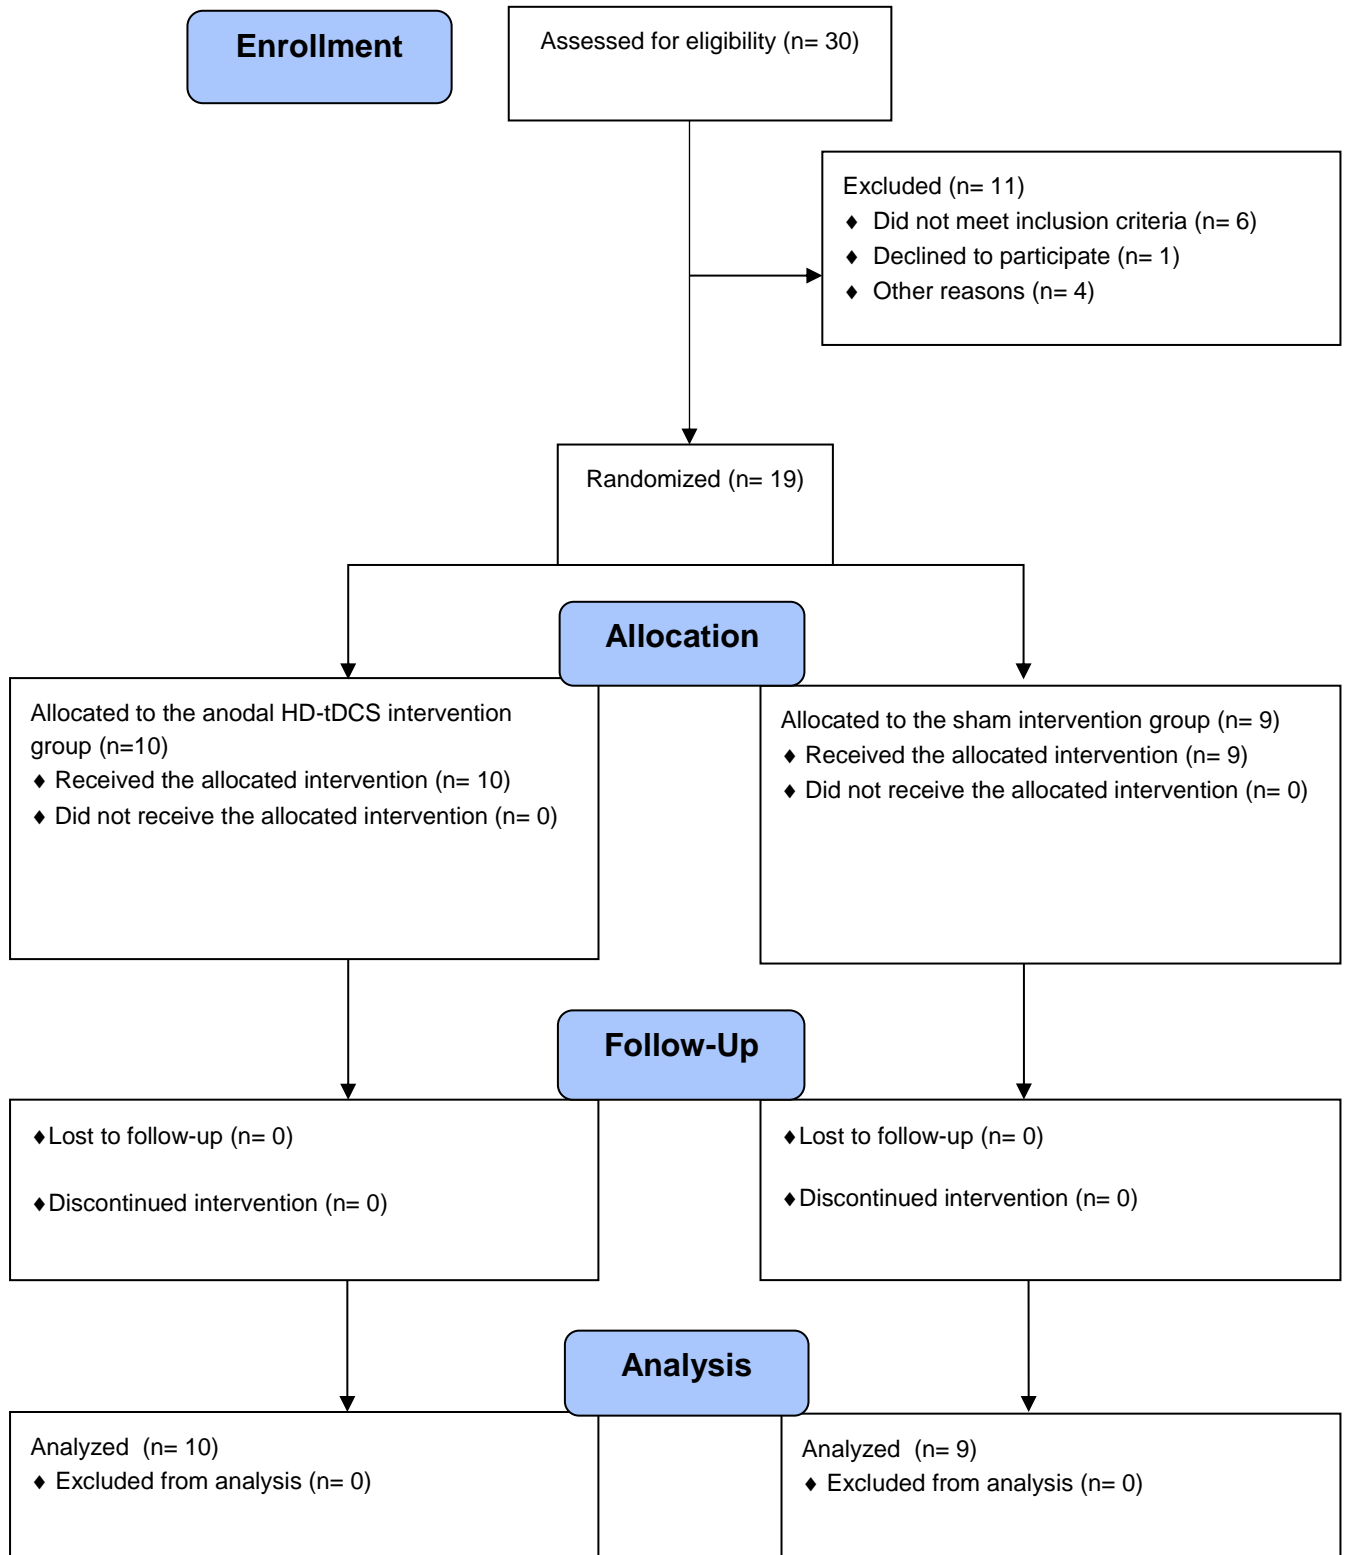 Enrollment
Assessed for eligibility (n= 30)
Excluded (n= 11)
♦ Did not meet inclusion criteria (n= 6)
♦ Declined to participate (n= 1)
♦ Other reasons (n= 4)
Randomized (n= 19)
Allocation
Allocated to the anodal HD-tDCS intervention
group (n=10)
♦ Received the allocated intervention (n= 10)
♦ Did not receive the allocated intervention (n= 0)
Allocated to the sham intervention group (n= 9)
♦ Received the allocated intervention (n= 9)
♦ Did not receive the allocated intervention (n= 0)
Follow-Up
♦Lost to follow-up (n= 0)
♦Discontinued intervention (n= 0)
♦Lost to follow-up (n= 0)
♦Discontinued intervention (n= 0)
Analysis
Analyzed  (n= 10)
♦ Excluded from analysis (n= 0)
Analyzed  (n= 9)
♦ Excluded from analysis (n= 0)